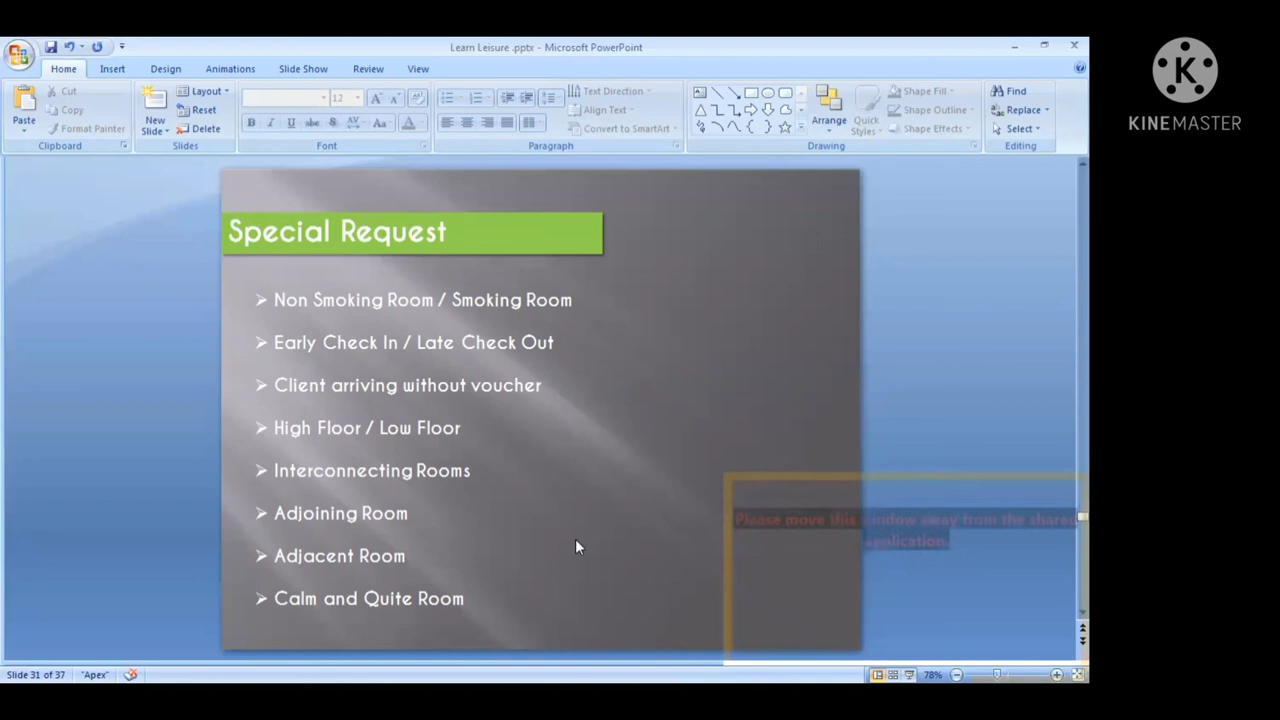 Learn Leisure .pptx - Microsoft PowerPoint
Home Insert Design Animations Slide Show Review View
Cut
Copy
Format Painter
Paste
Clipboard
New
Slide
Layout
Reset
Delete
Slides
12
B I U abc S AV Aa A
Font
Text Direction
Align Text
Convert to SmartArt
Paragraph
Arrange
Quick
Styles
Shape Fill
Shape Outline
Shape Effects
Drawing
Find
Replace
Select
Editing
K
KINEMASTER
Special Request
Non Smoking Room / Smoking Room
Early Check In / Late Check Out
Client arriving without voucher
High Floor / Low Floor
Interconnecting Rooms
Adjoining Room
Adjacent Room
Calm and Quite Room
Please move this window away from the shared
application.
Slide 31 of 37 "Apex" 78%